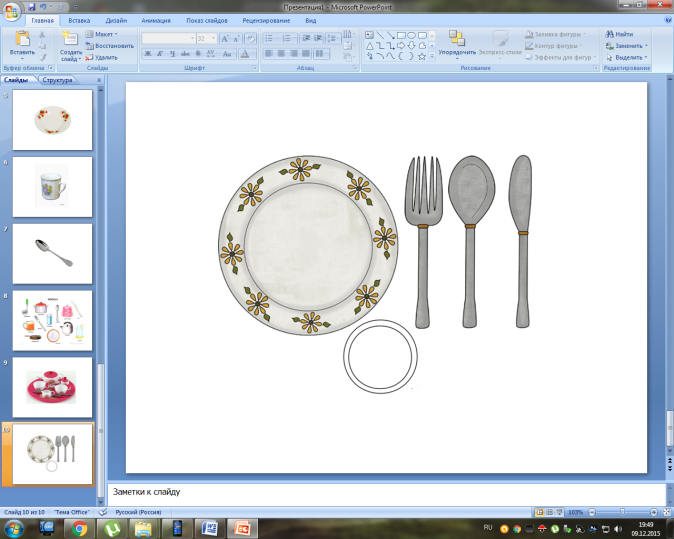 Презентация1 - Microsoft PowerPoint
Главная Вставка Дизайн Анимация Показ слайдов Рецензирование Вид
Вставить
Создать слайд
Макет
Восстановить
Удалить
32
Ж К Ч
Упорядочить
Экспресс-стили
Заливка фигуры
Контур фигуры
Эффекты для фигур
Найти
Заменить
Выделить
Буфер обмена Слайды Шрифт Абзац Рисование Редактирование
Слайды Структура
5
6
7
8
9
10
Заметки к слайду
Слайд 10 из 10 "Тема Office" Русский (Россия) 103%
RU 19:49
09.12.2015